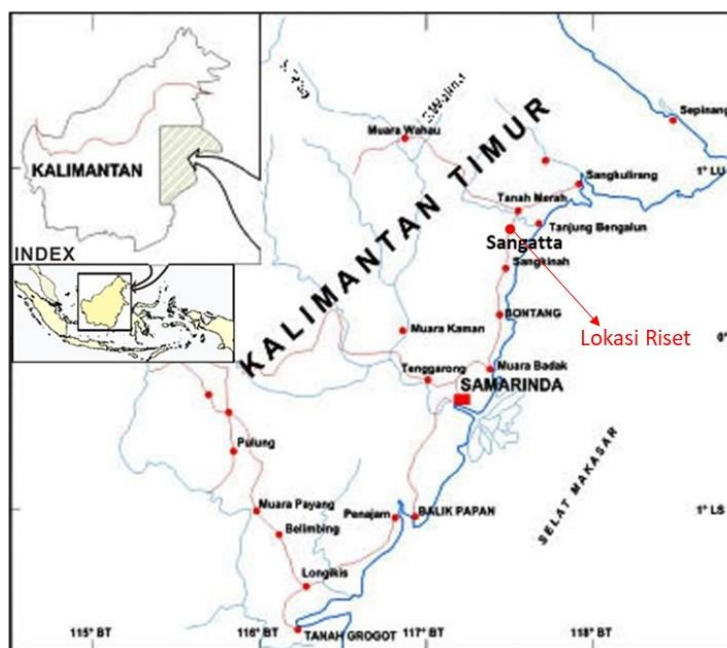 KALIMANTAN
INDEX
KALIMANTAN TIMUR
Muara Wahau
Sepinang
1° LU
Sangkulirang
Tanah Merah
Tanjung Bengalun
Sangatta
Sangkinah
BONTANG
Lokasi Riset
0°
Muara Kaman
Muara Badak
Tenggarong
SAMARINDA
Pulung
SELAT MAKASAR
Muara Payang
Penajam
BALIK PAPAN
1° LS
Belimbing
Longikis
TANAH GROGOT
115° BT
116° BT
117° BT
118° BT